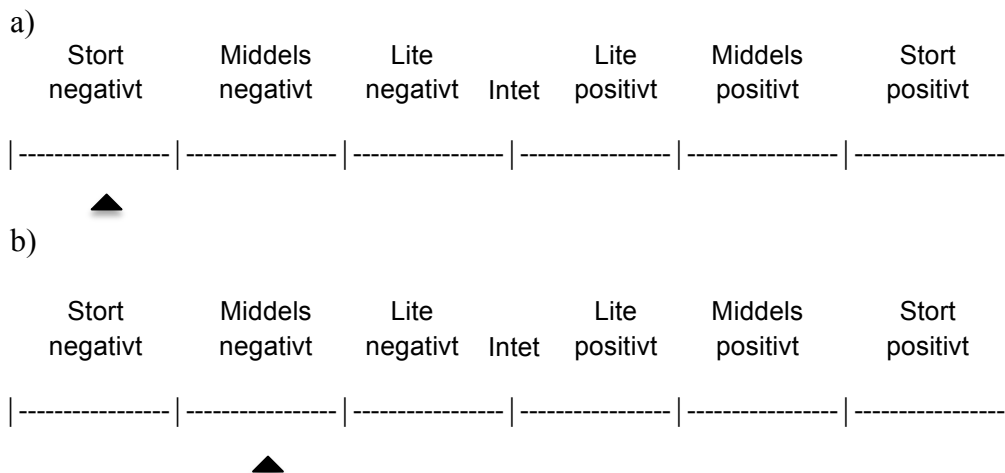 a)
Stort Middels Lite Lite Middels Stort
negativt negativt negativt Intet positivt positivt positivt
| ----------------- | ----------------- | ----------------- | ----------------- | ----------------- | -----------------
b)
Stort Middels Lite Lite Middels Stort
negativt negativt negativt Intet positivt positivt positivt
| ----------------- | ----------------- | ----------------- | ----------------- | ----------------- | -----------------